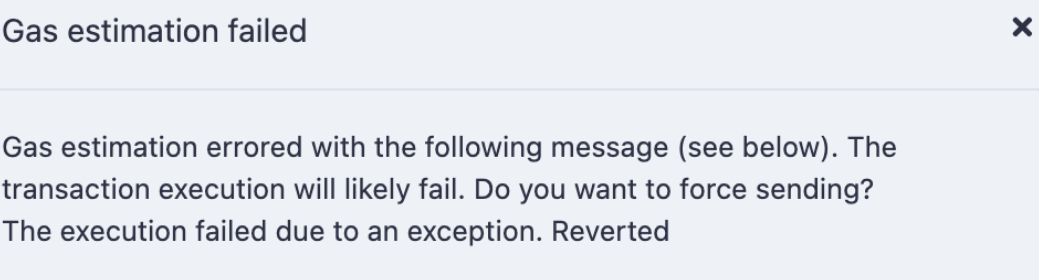 Gas estimation failed
Gas estimation errored with the following message (see below). The
transaction execution will likely fail. Do you want to force sending?
The execution failed due to an exception. Reverted